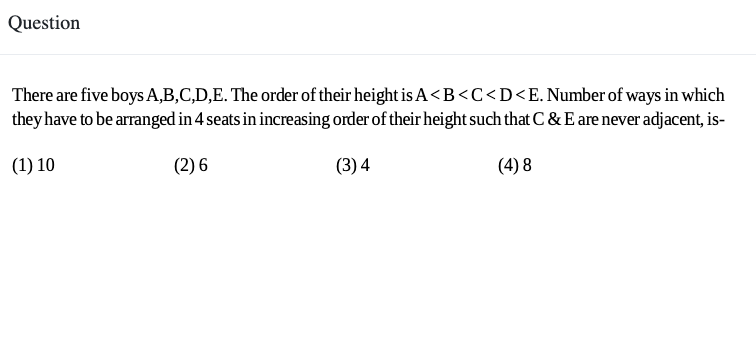 Question
There are five boys A,B,C,D,E. The order of their height is A < B < C < D < E. Number of ways in which
they have to be arranged in 4 seats in increasing order of their height such that C & E are never adjacent, is-
(1) 10 (2) 6 (3) 4 (4) 8